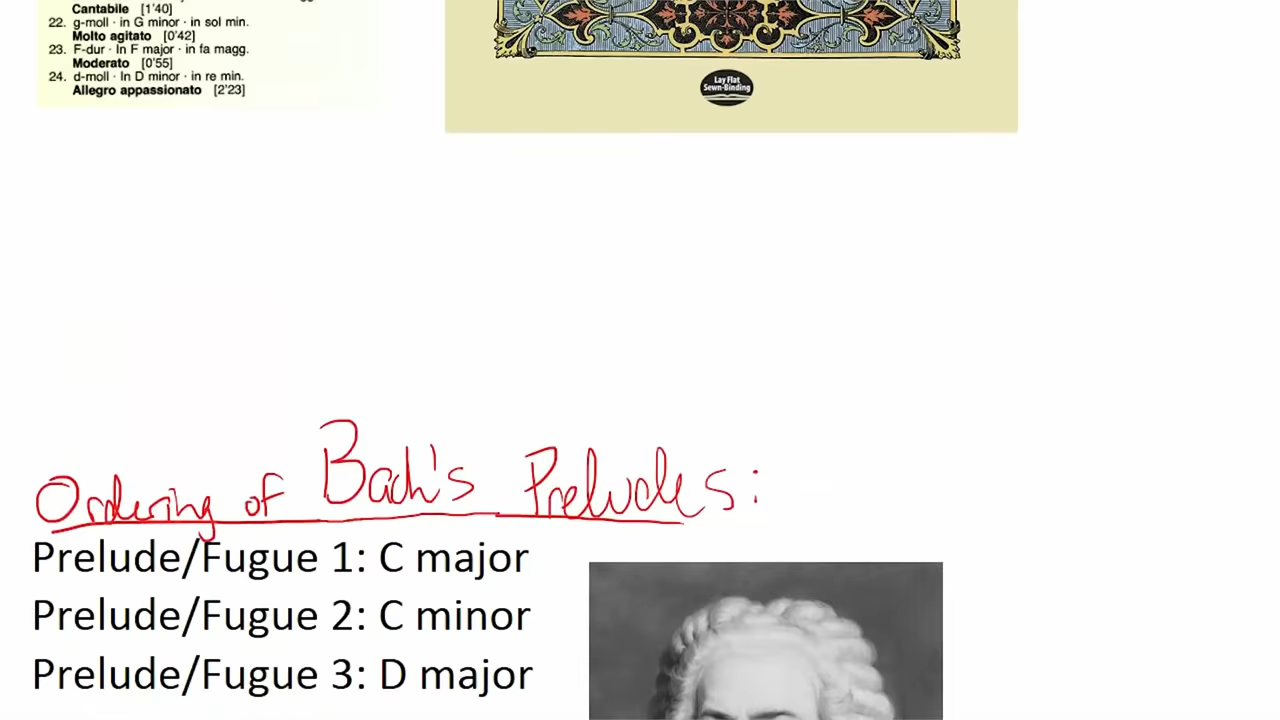 Cantabile [1'40]
22. g-moll · in G minor · in sol min.
Molto agitato [0'42]
23. F-dur · In F major · in fa magg.
Moderato [0'55]
24. d-moll · In D minor · in re min.
Allegro appassionato [2'23]
Lay Flat
Sewn-Binding
Ordering of Bach's Preludes:
Prelude/Fugue 1: C major
Prelude/Fugue 2: C minor
Prelude/Fugue 3: D major